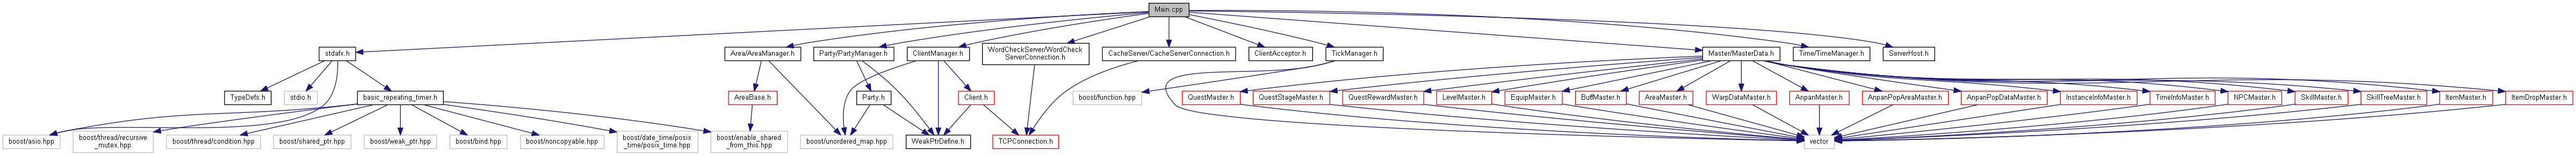 Main.cpp
stdafx.h
Area/AreaManager.h
Party/PartyManager.h
ClientManager.h
WordCheckServer/WordCheck
ServerConnection.h
CacheServer/CacheServerConnection.h
ClientAcceptor.h
TickManager.h
Master/MasterData.h
Time/TimeManager.h
ServerHost.h
TypeDefs.h
stdio.h
basic_repeating_timer.h
AreaBase.h
Party.h
Client.h
boost/function.hpp
QuestMaster.h
QuestStageMaster.h
QuestRewardMaster.h
LevelMaster.h
EquipMaster.h
BuffMaster.h
AreaMaster.h
WarpDataMaster.h
AnpanMaster.h
AnpanPopAreaMaster.h
AnpanPopDataMaster.h
InstanceInfoMaster.h
TimeInfoMaster.h
NPCMaster.h
SkillMaster.h
SkillTreeMaster.h
ItemMaster.h
ItemDropMaster.h
boost/asio.hpp
boost/thread/recursive
_mutex.hpp
boost/thread/condition.hpp
boost/shared_ptr.hpp
boost/weak_ptr.hpp
boost/bind.hpp
boost/noncopyable.hpp
boost/date_time/posix
_time/posix_time.hpp
boost/enable_shared
_from_this.hpp
boost/unordered_map.hpp
WeakPtrDefine.h
TCPConnection.h
vector